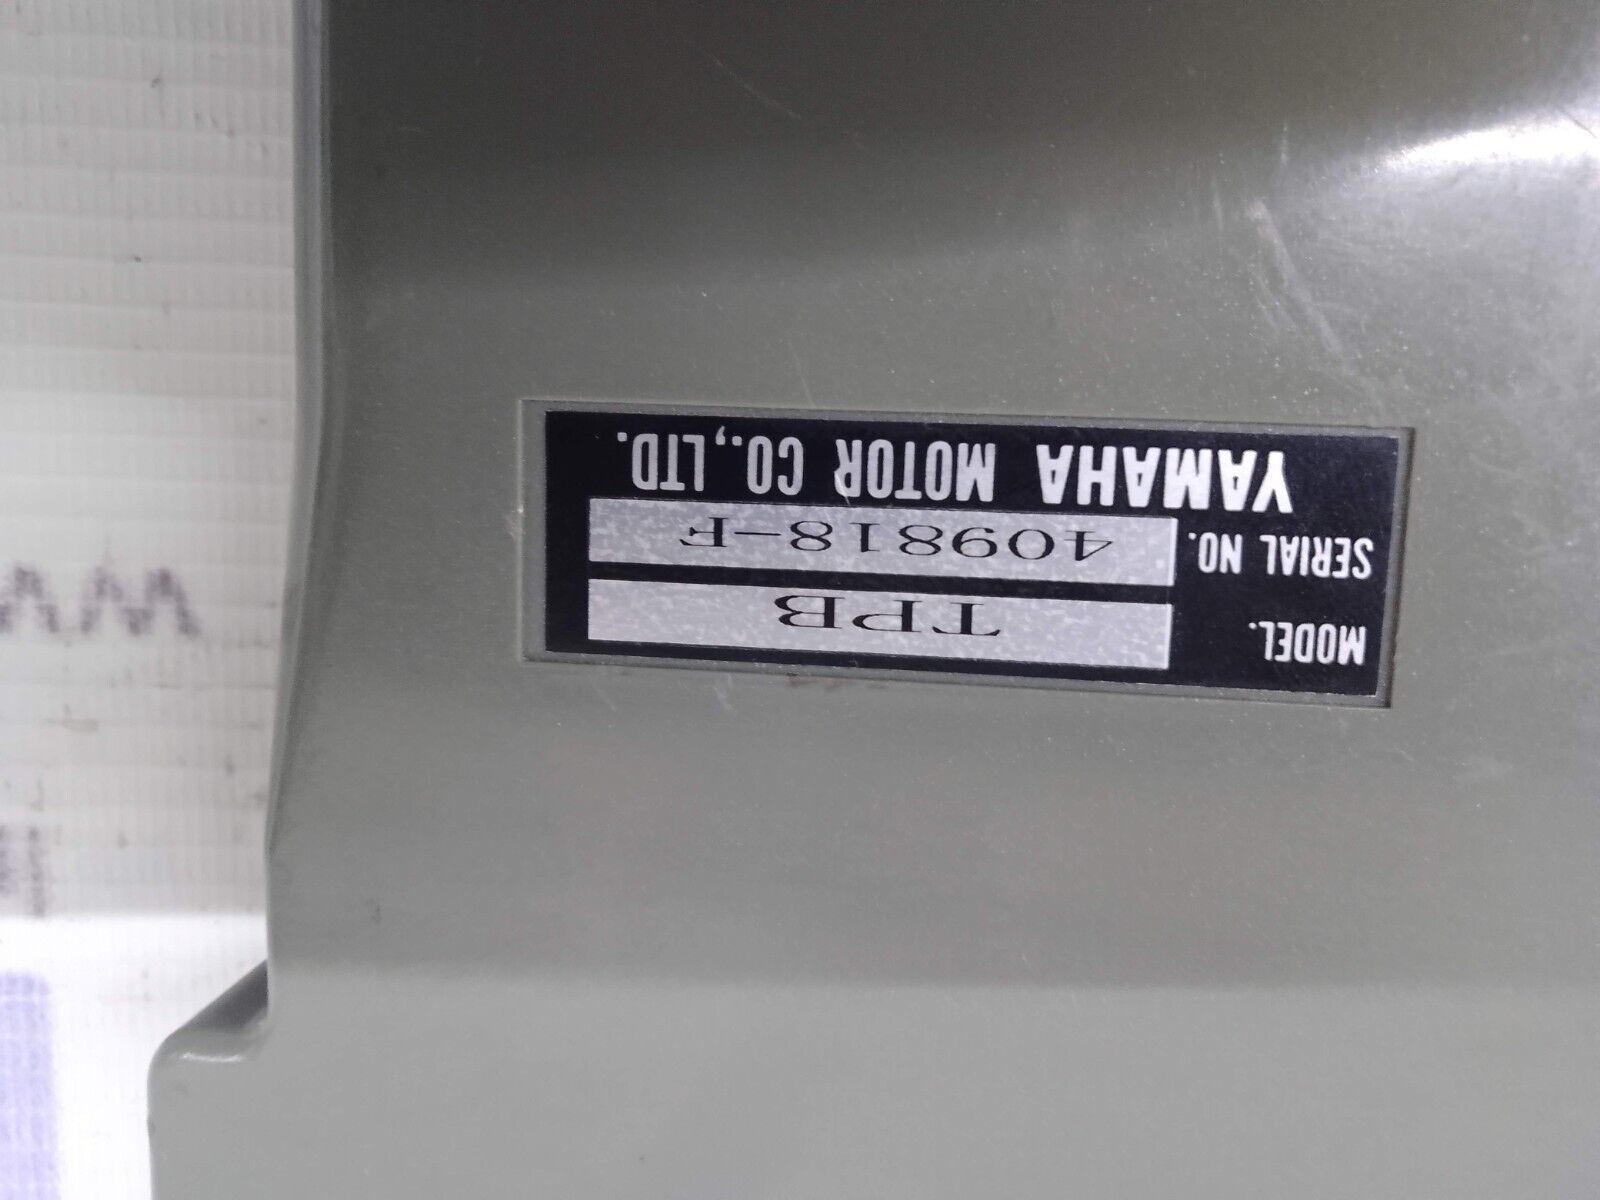 MODEL. TPB
SERIAL NO. 409818-F
YAMAHA MOTOR CO.,LTD.